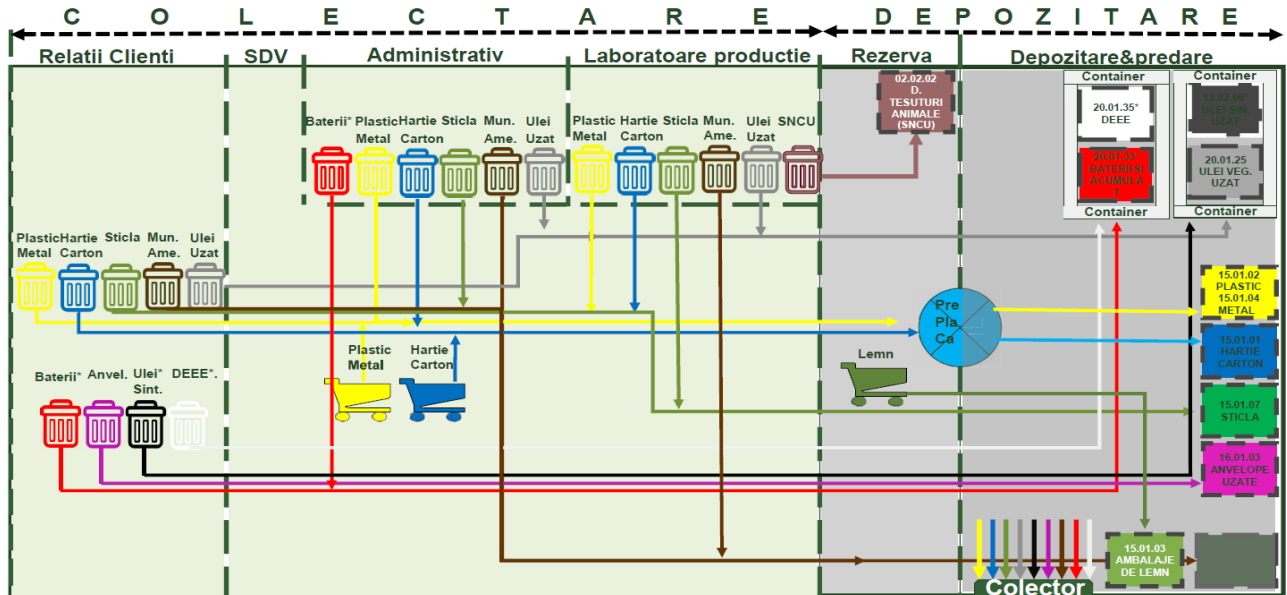 C O L E C T A R E D E P O Z I T A R E
Relatii Clienti SDV Administrativ Laboratoare productie Rezerva Depozitare&predare
Container Container
02.02.02
D.
TESUTURI
ANIMALE
(SNCU)
20.01.35*
DEEE
13.02.06*
ULEI SIN.
UZAT
20.01.33*
BATERII SI
ACUMULAT
T
20.01.25
ULEI VEG.
UZAT
Container Container
Baterii* Plastic Hartie Sticla Mun. Ulei
Metal Carton Ame. Uzat
Plastic Hartie Sticla Mun. Ulei SNCU
Metal Carton Ame. Uzat
Plastic Hartie Sticla Mun. Ulei
Metal Carton Ame. Uzat
15.01.02
PLASTIC
15.01.04
METAL
Pre
Pla
Ca
15.01.01
HARTIE
CARTON
Plastic Hartie
Metal Carton
Lemn
Baterii* Anvel. Ulei* DEEE*.
Sint.
15.01.07
STICLA
16.01.03
ANVELOPE
UZATE
15.01.03
AMBALAJE
DE LEMN
Colector